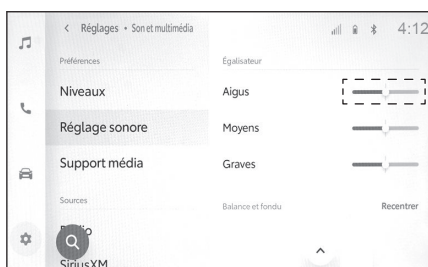 < Réglages • Son et multimédia
4:12
Préférences
Niveaux
Réglage sonore
Support média
Sources
SiriusXM
Égalisateur
Aigus
Moyens
Graves
Balance et fondu
Recentrer